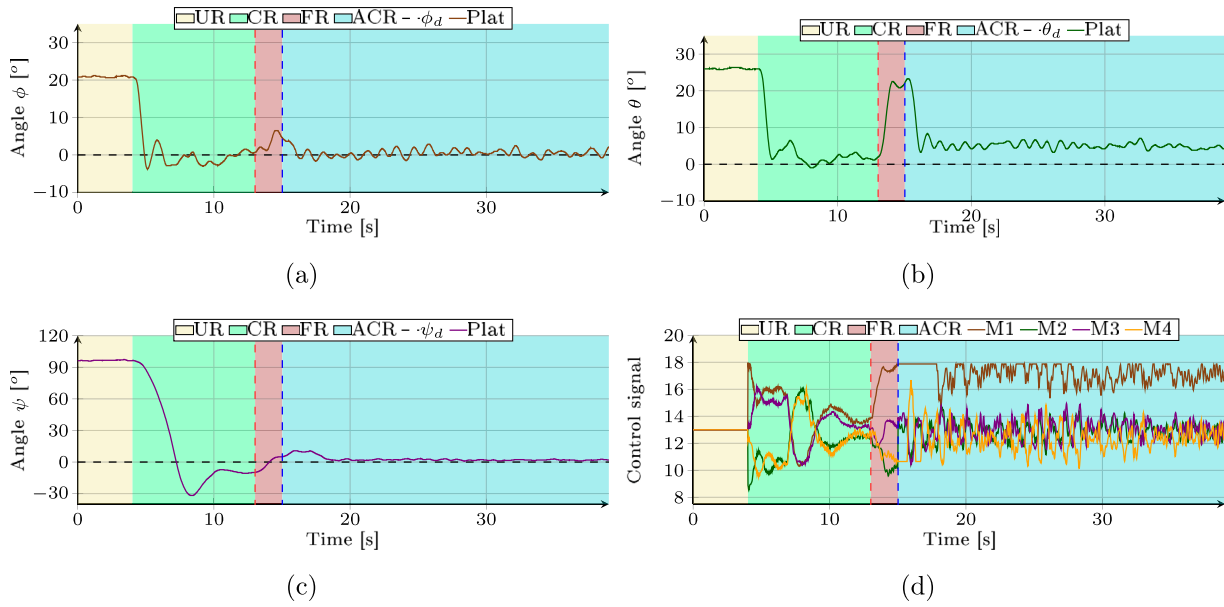 UR CR FR ACR - · ϕd Plat
30
20
10
0
−10
0 10 20 30
Angle ϕ [o]
Time [s]
(a)
UR CR FR ACR - · θd Plat
30
20
10
0
−10
0 10 20 30
Angle θ [o]
Time [s]
(b)
UR CR FR ACR - · ψd Plat
120
90
60
30
0
−30
0 10 20 30
Angle ψ [o]
Time [s]
(c)
UR CR FR ACR M1 M2 M3 M4
20
18
16
14
12
10
8
0 10 20 30
Control signal
Time [s]
(d)